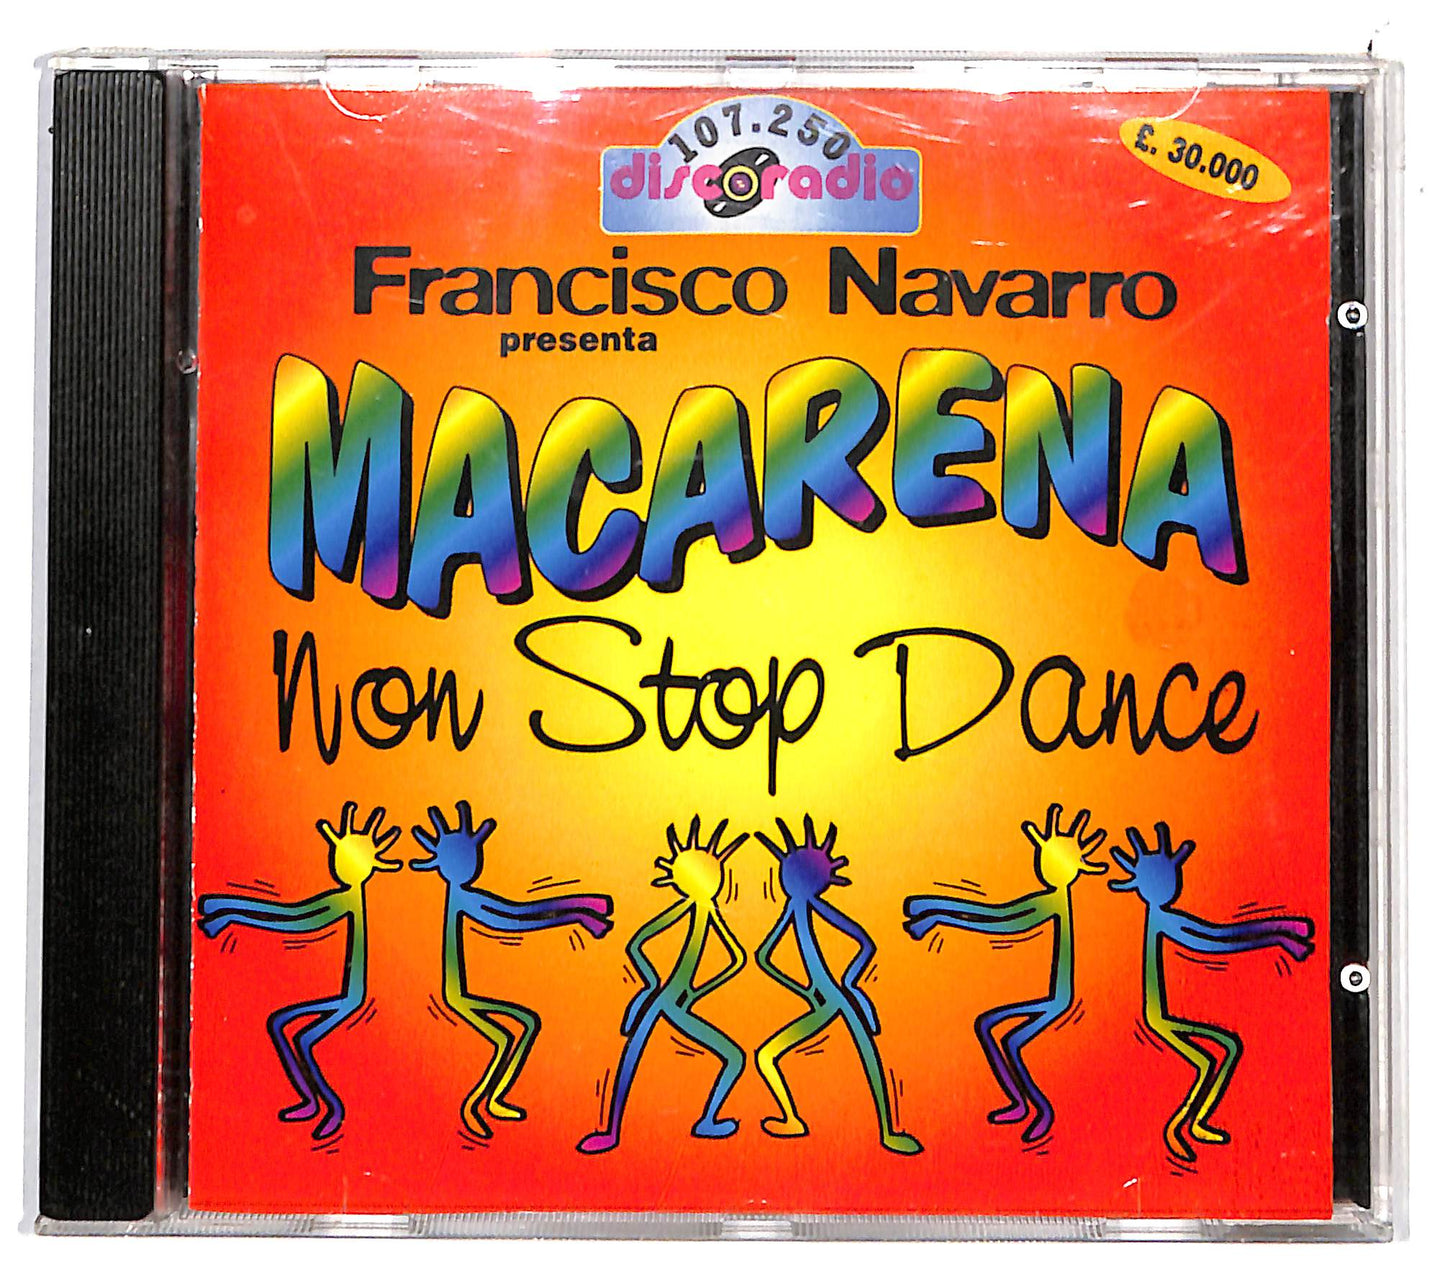 107.250
discoradio
£. 30.000
Francisco Navarro
presenta
MACARENA
Non Stop Dance